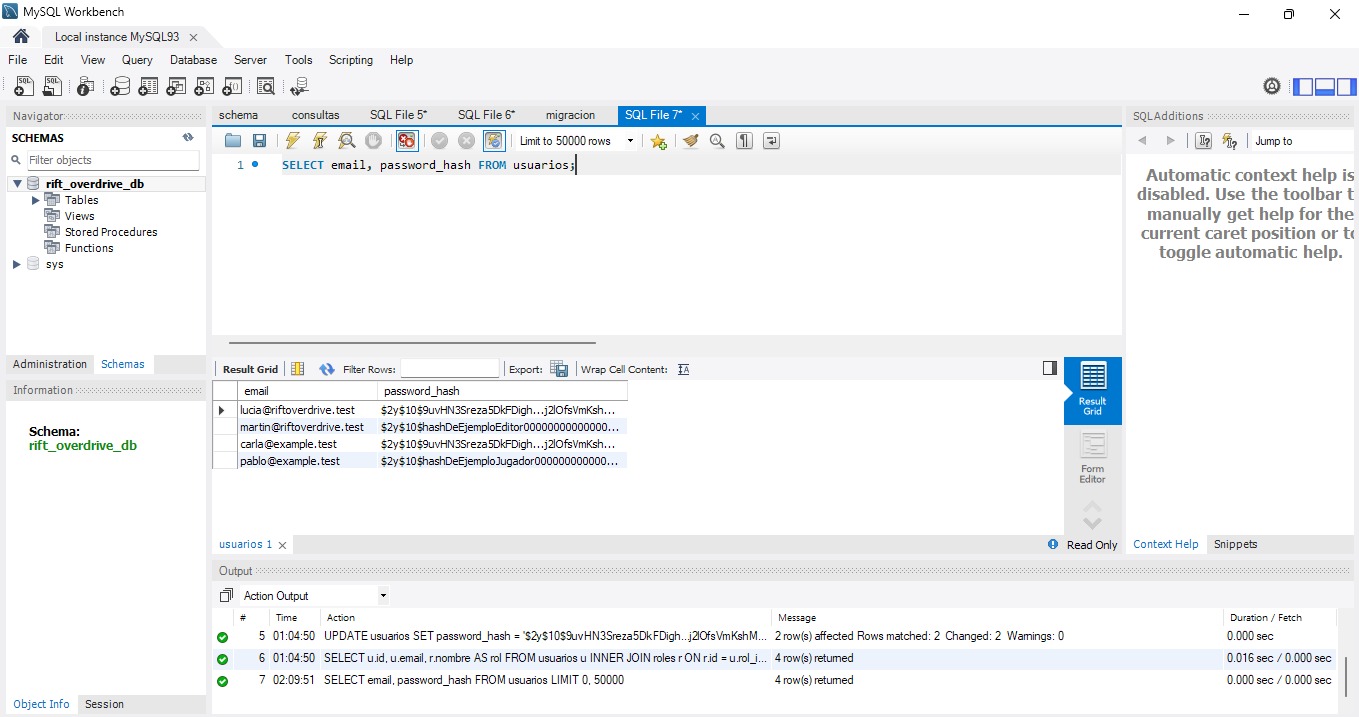 MySQL Workbench
Local instance MySQL93
File Edit View Query Database Server Tools Scripting Help
Navigator
SCHEMAS
Filter objects
rift_overdrive_db
Tables
Views
Stored Procedures
Functions
sys
Administration Schemas
Information
Schema:
rift_overdrive_db
Object Info Session
schema consultas SQL File 5* SQL File 6* migracion SQL File 7*
Limit to 50000 rows
1 SELECT email, password_hash FROM usuarios;
Result Grid Filter Rows: Export: Wrap Cell Content:
email password_hash
lucia@riftoverdrive.test $2y$10$9uvHN3Sreza5DkFDigh...j2lOfsVmKsh...
martin@riftoverdrive.test $2y$10$hashDeEjemploEditor00000000000000...
carla@example.test $2y$10$9uvHN3Sreza5DkFDigh...j2lOfsVmKsh...
pablo@example.test $2y$10$hashDeEjemploJugador000000000000...
Result
Grid
Form
Editor
usuarios 1 Read Only
Output
Action Output
# Time Action Message Duration / Fetch
5 01:04:50 UPDATE usuarios SET password_hash = '$2y$10$9uvHN3Sreza5DkFDigh...j2lOfsVmKshM... 2 row(s) affected Rows matched: 2 Changed: 2 Warnings: 0 0.000 sec
6 01:04:50 SELECT u.id, u.email, r.nombre AS rol FROM usuarios u INNER JOIN roles r ON r.id = u.rol_i... 4 row(s) returned 0.016 sec / 0.000 sec
7 02:09:51 SELECT email, password_hash FROM usuarios LIMIT 0, 50000 4 row(s) returned 0.000 sec / 0.000 sec
SQLAdditions
Jump to
Automatic context help is
disabled. Use the toolbar t
manually get help for the
current caret position or to
toggle automatic help.
Context Help Snippets